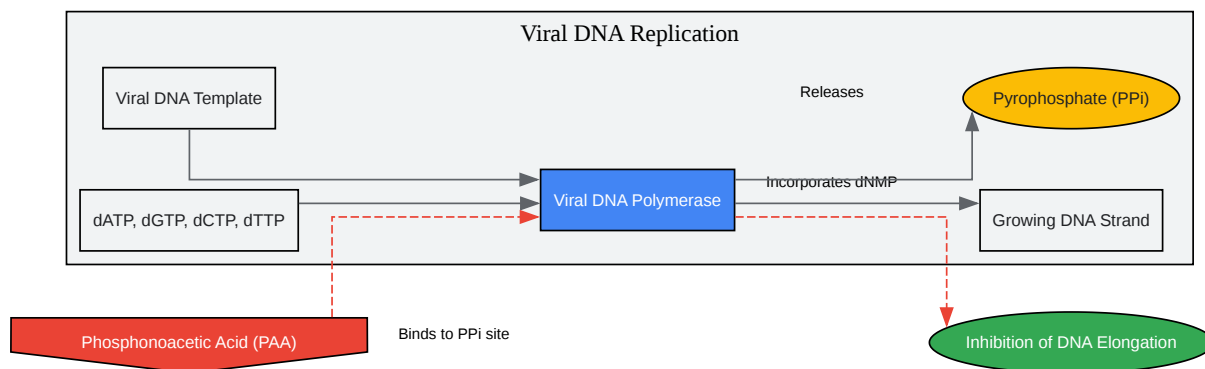 Viral DNA Replication
Viral DNA Template
Releases
Pyrophosphate (PPi)
dATP, dGTP, dCTP, dTTP
Viral DNA Polymerase
Incorporates dNMP
Growing DNA Strand
Phosphonoacetic Acid (PAA)
Binds to PPi site
Inhibition of DNA Elongation